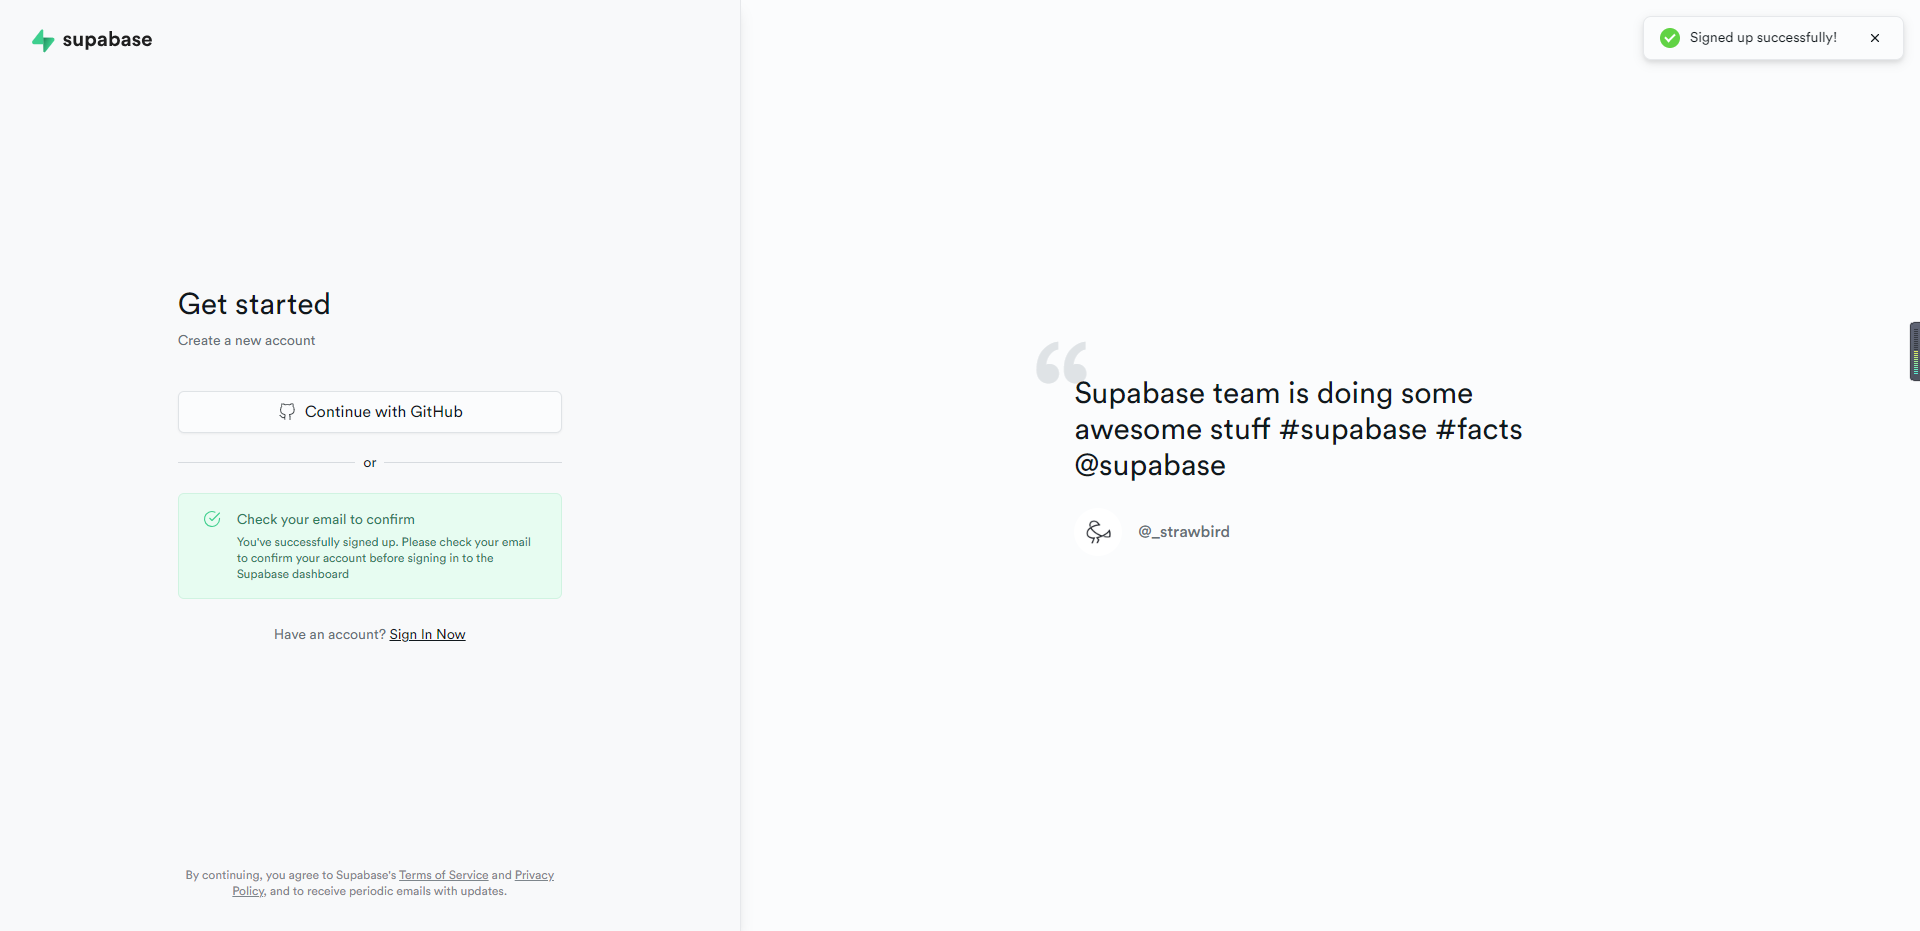 supabase
Signed up successfully!
Get started
Create a new account
Continue with GitHub
or
Check your email to confirm
You've successfully signed up. Please check your email
to confirm your account before signing in to the
Supabase dashboard
Have an account? Sign In Now
By continuing, you agree to Supabase's Terms of Service and Privacy
Policy, and to receive periodic emails with updates.
“
Supabase team is doing some
awesome stuff #supabase #facts
@supabase
@_strawbird